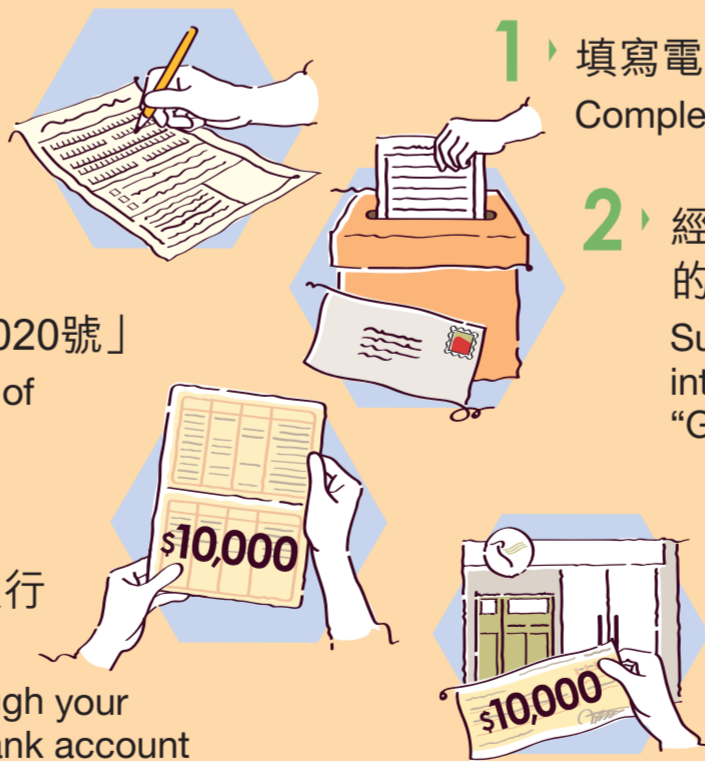 1
填寫電
Comple
2
經
的
Su
int
“G
020號」
of
$10,000
行
gh your
ank account
$10,000